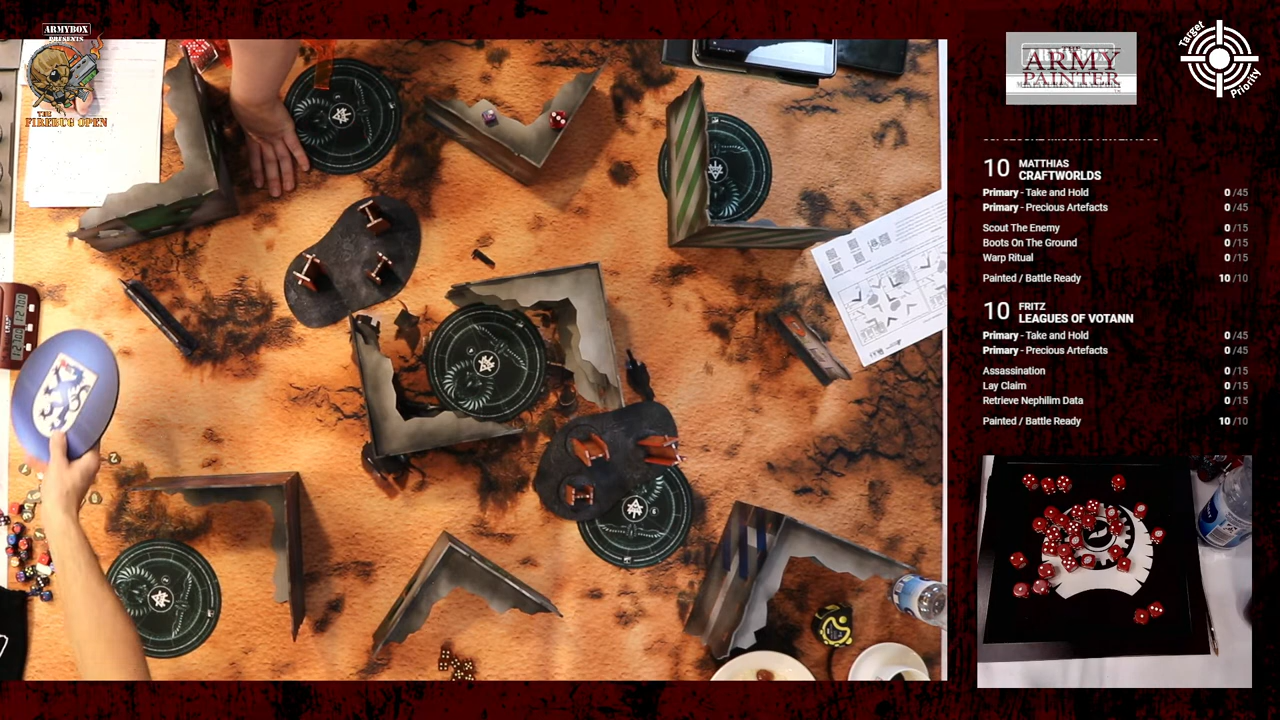 ARMYBOX
PRESENTS
THE
FIREBUG OPEN
THE
ARMY
PAINTER
Target
Priority
10 MATTHIAS
CRAFTWORLDS
Primary - Take and Hold 0 /45
Primary - Precious Artefacts 0 /45
Scout The Enemy 0 /15
Boots On The Ground 0 /15
Warp Ritual 0 /15
Painted / Battle Ready 10 /10
10 FRITZ
LEAGUES OF VOTANN
Primary - Take and Hold 0 /45
Primary - Precious Artefacts 0 /45
Assassination 0 /15
Lay Claim 0 /15
Retrieve Nephilim Data 0 /15
Painted / Battle Ready 10 /10